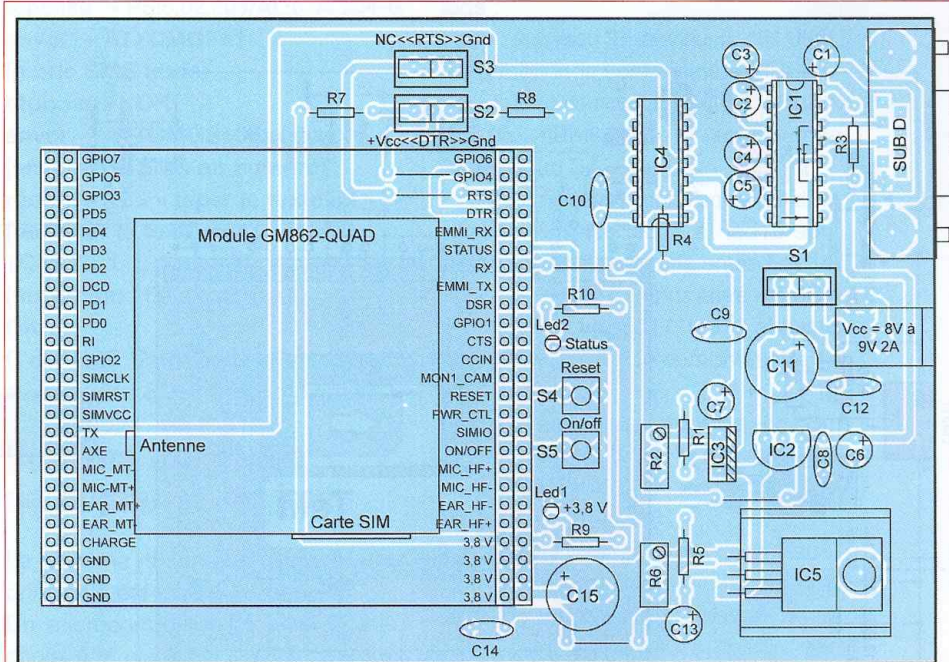 NC<<RTS>>Gnd
S3
R7
S2
R8
+Vcc<<DTR>>Gnd
C3
C1
C2
IC1
C4
C5
IC4
R3
SUB D
C10
R4
S1
GPIO7
GPIO5
GPIO3
PD5
PD4
PD3
PD2
DCD
PD1
PD0
RI
GPIO2
SIMCLK
SIMRST
SIMVCC
TX
AXE
MIC_MT-
MIC-MT+
EAR_MT+
EAR_MT-
CHARGE
GND
GND
GND
Module GM862-QUAD
Antenne
Carte SIM
GPIO6
GPIO4
RTS
DTR
EMMI_RX
STATUS
RX
EMMI_TX
DSR
GPIO1
CTS
CCIN
MON1_CAM
RESET
PWR_CTL
SIMIO
ON/OFF
MIC_HF+
MIC_HF-
EAR_HF-
EAR_HF+
3,8 V
3,8 V
3,8 V
3,8 V
R10
Led2
Status
Reset
S4
On/off
S5
Led1
+3,8 V
R9
C9
C11
Vcc = 8V à
9V 2A
C12
C7
R2
R1
IC3
IC2
C8
C6
R6
R5
IC5
C15
C13
C14